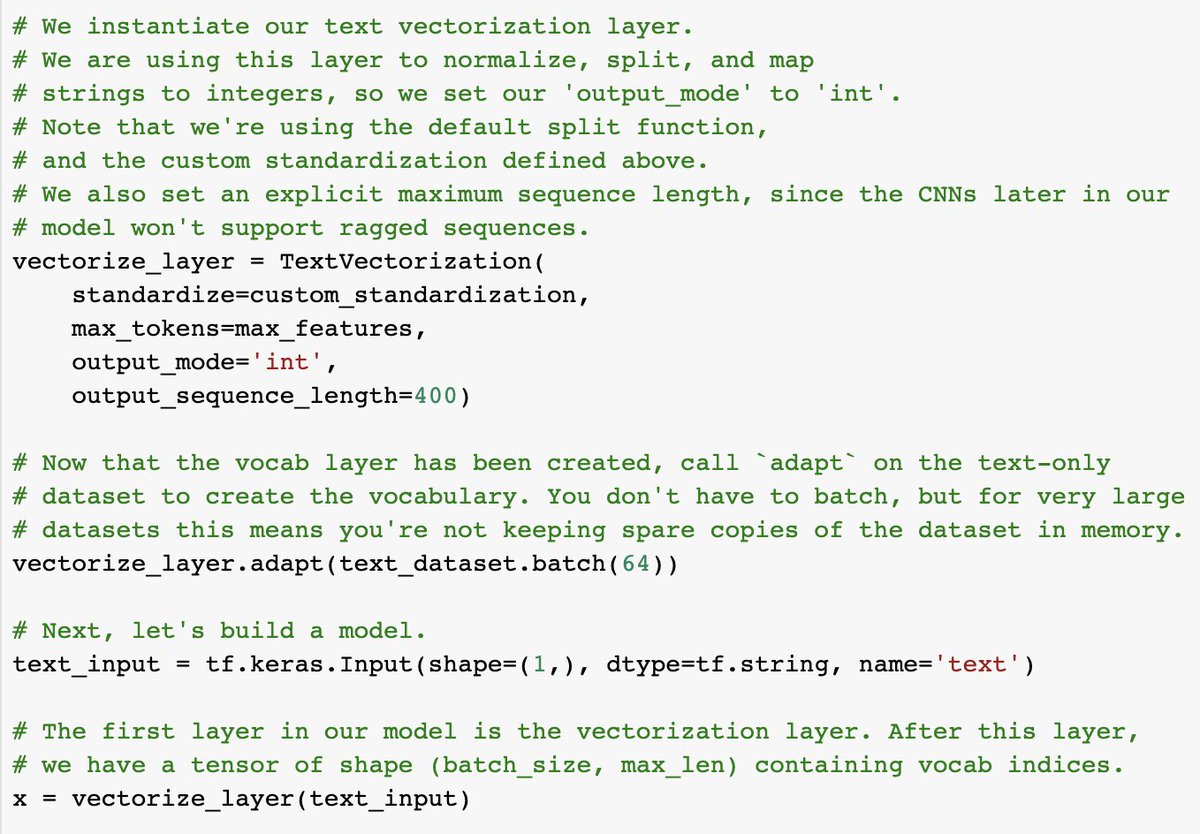 # We instantiate our text vectorization layer.
# We are using this layer to normalize, split, and map
# strings to integers, so we set our 'output_mode' to 'int'.
# Note that we're using the default split function,
# and the custom standardization defined above.
# We also set an explicit maximum sequence length, since the CNNs later in our
# model won't support ragged sequences.
vectorize_layer = TextVectorization(
    standardize=custom_standardization,
    max_tokens=max_features,
    output_mode='int',
    output_sequence_length=400)

# Now that the vocab layer has been created, call `adapt` on the text-only
# dataset to create the vocabulary. You don't have to batch, but for very large
# datasets this means you're not keeping spare copies of the dataset in memory.
vectorize_layer.adapt(text_dataset.batch(64))

# Next, let's build a model.
text_input = tf.keras.Input(shape=(1,), dtype=tf.string, name='text')

# The first layer in our model is the vectorization layer. After this layer,
# we have a tensor of shape (batch_size, max_len) containing vocab indices.
x = vectorize_layer(text_input)